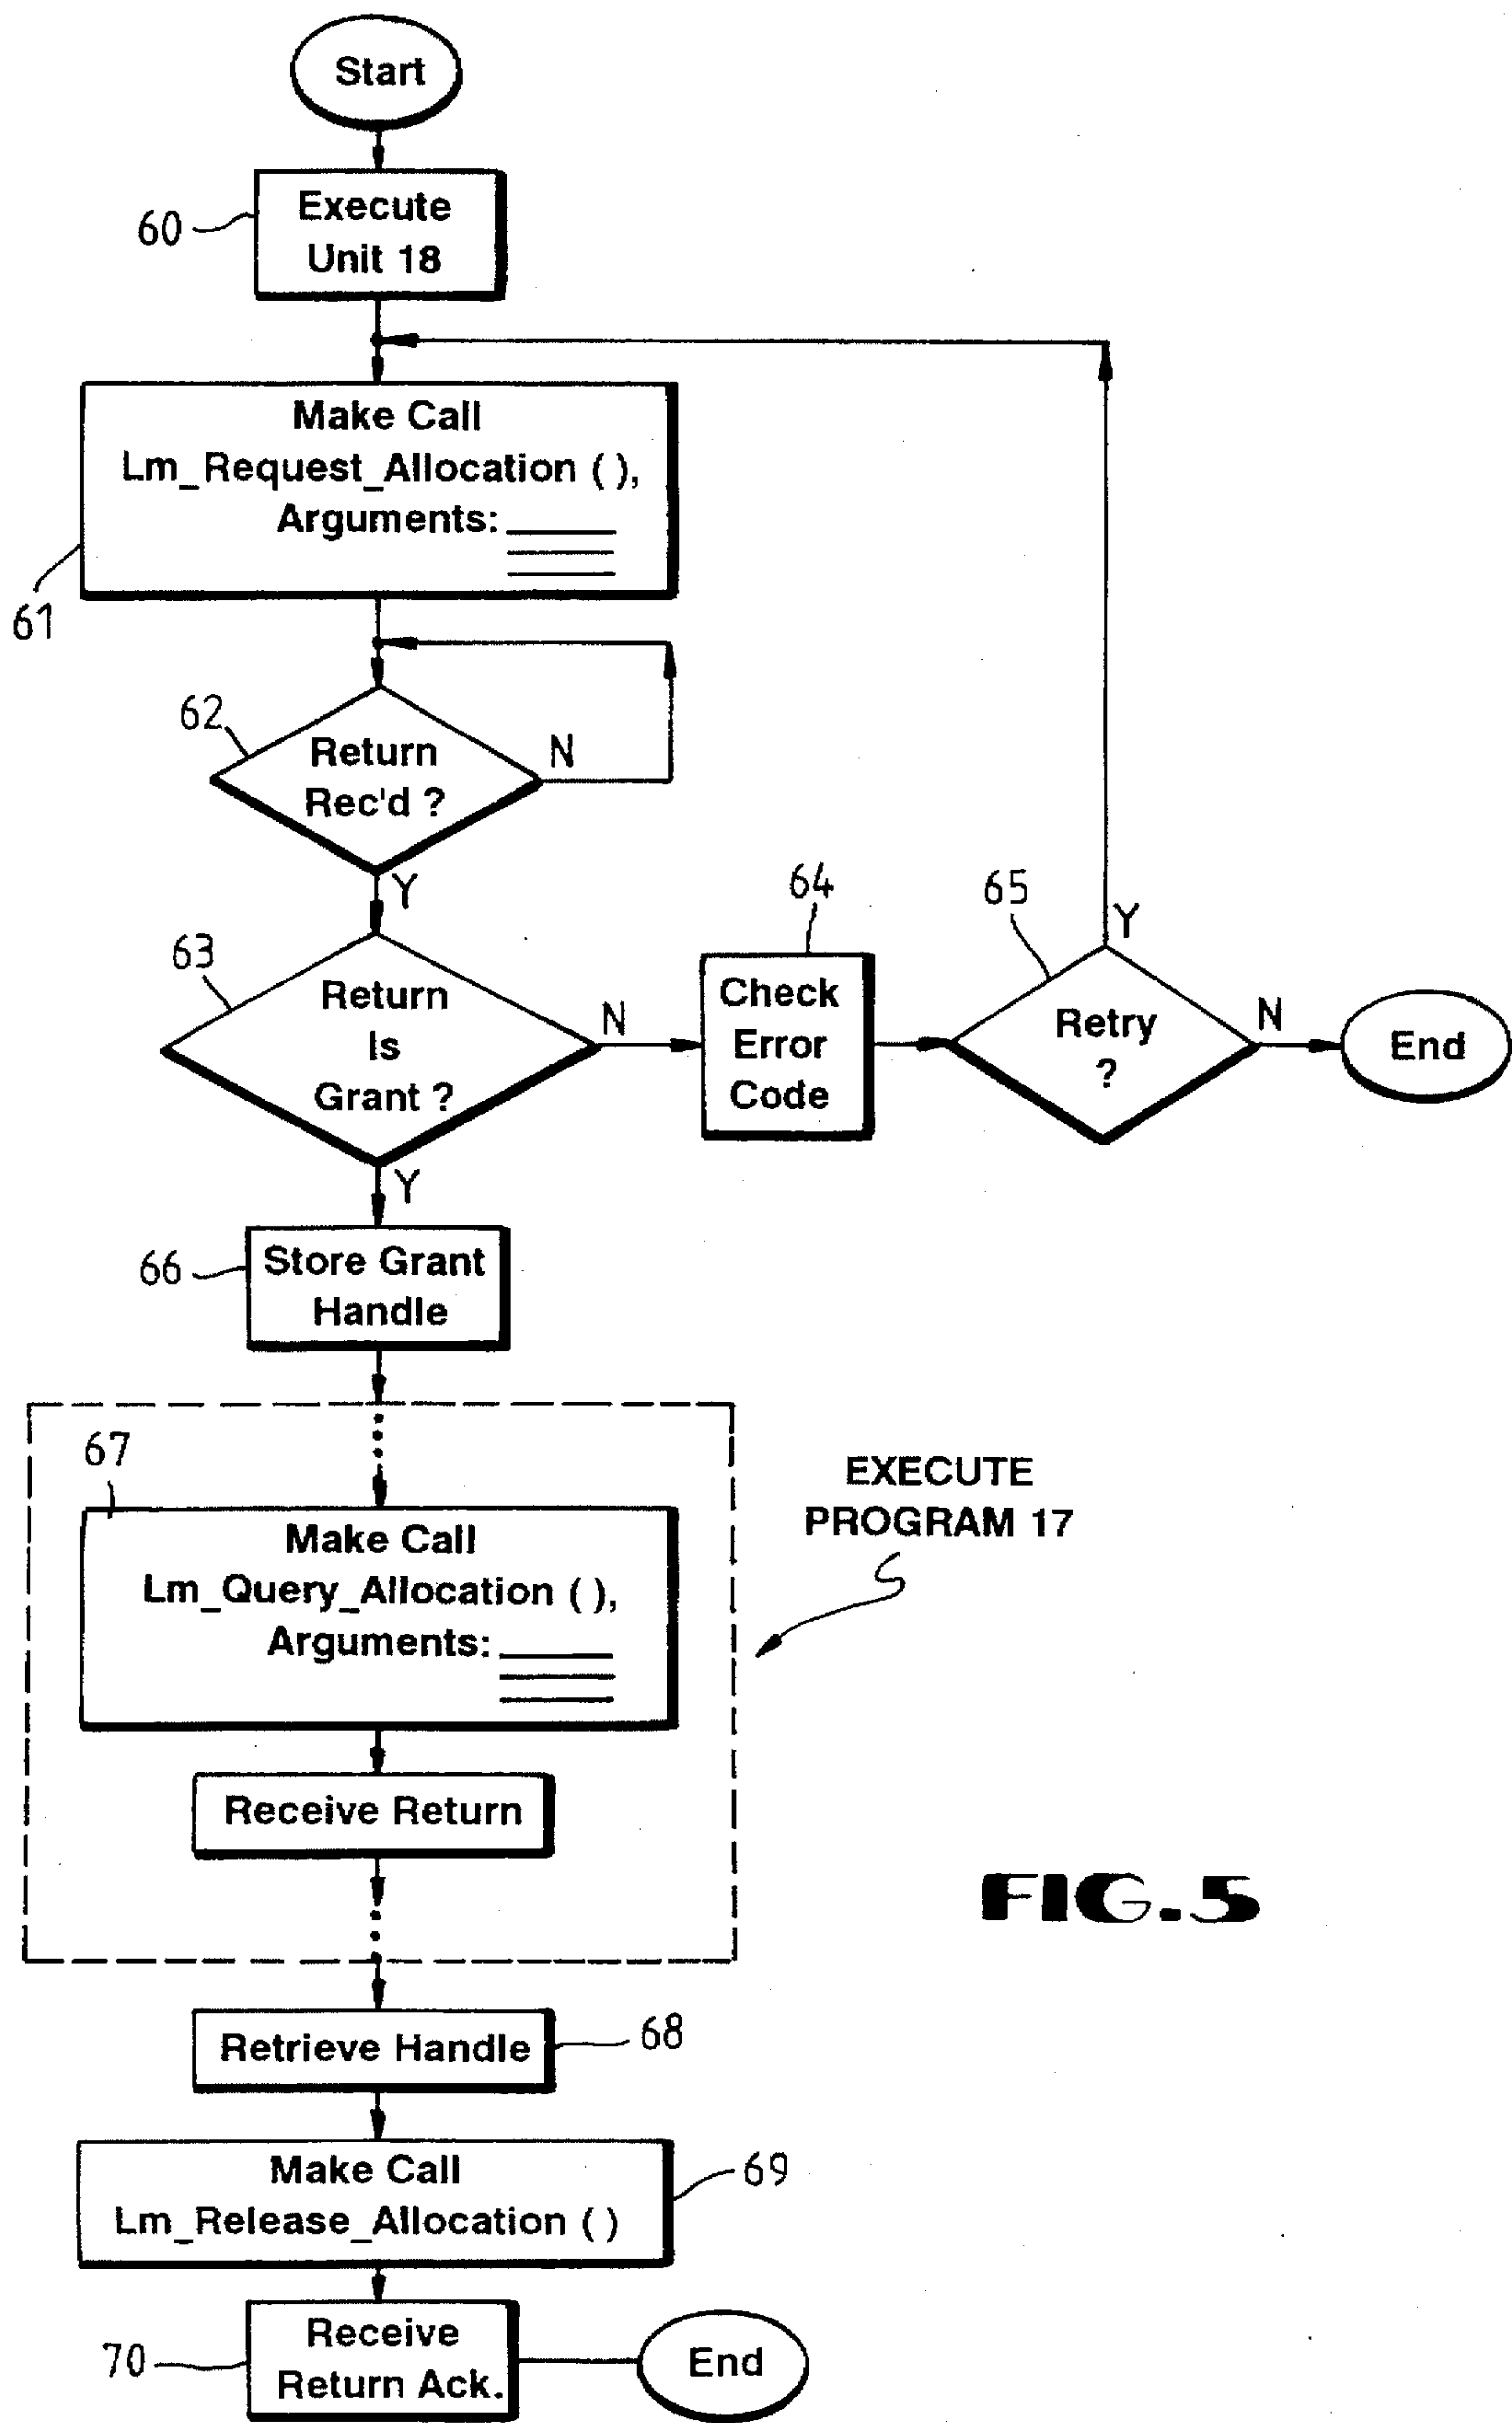 Start
60
Execute
Unit 18
Make Call
Lm_Request_Allocation ( ),
Arguments:
61
62
Return
Rec'd ?
N
Y
63
Return
Is
Grant ?
N
Y
64
Check
Error
Code
65
Retry
?
Y
N
End
66
Store Grant
Handle
67
Make Call
Lm_Query_Allocation ( ),
Arguments:
Receive Return
EXECUTE
PROGRAM 17
FIG.5
Retrieve Handle
68
Make Call
Lm_Release_Allocation ( )
69
70
Receive
Return Ack.
End